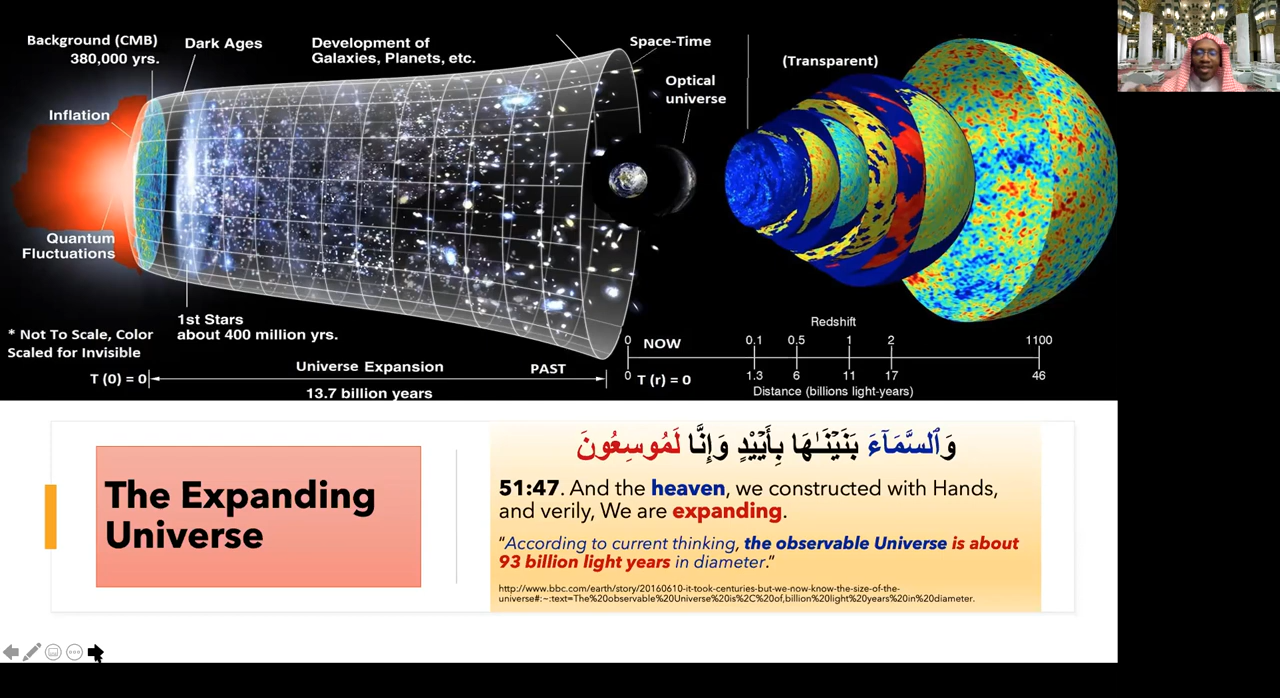 Background (CMB)
380,000 yrs.
Dark Ages
Development of
Galaxies, Planets, etc.
Space-Time
Optical
universe
(Transparent)
Inflation
Quantum
Fluctuations
1st Stars
about 400 million yrs.
* Not To Scale, Color
Scaled for Invisible
Universe Expansion
PAST
T (0) = 0
13.7 billion years
Redshift
0 NOW 0.1 0.5 1 2 1100
0 T (r) = 0 1.3 6 11 17 46
Distance (billions light-years)
The Expanding
Universe
وَٱلسَّمَآءَ بَنَيْنَـٰهَا بِأَيْي۟دٍ وَإِنَّا لَمُوسِعُونَ
51:47. And the heaven, we constructed with Hands,
and verily, We are expanding.
"According to current thinking, the observable Universe is about
93 billion light years in diameter."
http://www.bbc.com/earth/story/20160610-it-took-centuries-but-we-now-know-the-size-of-the-
universe#:~:text=The%20observable%20Universe%20is%2C%20of,billion%20light%20years%20in%20diameter.